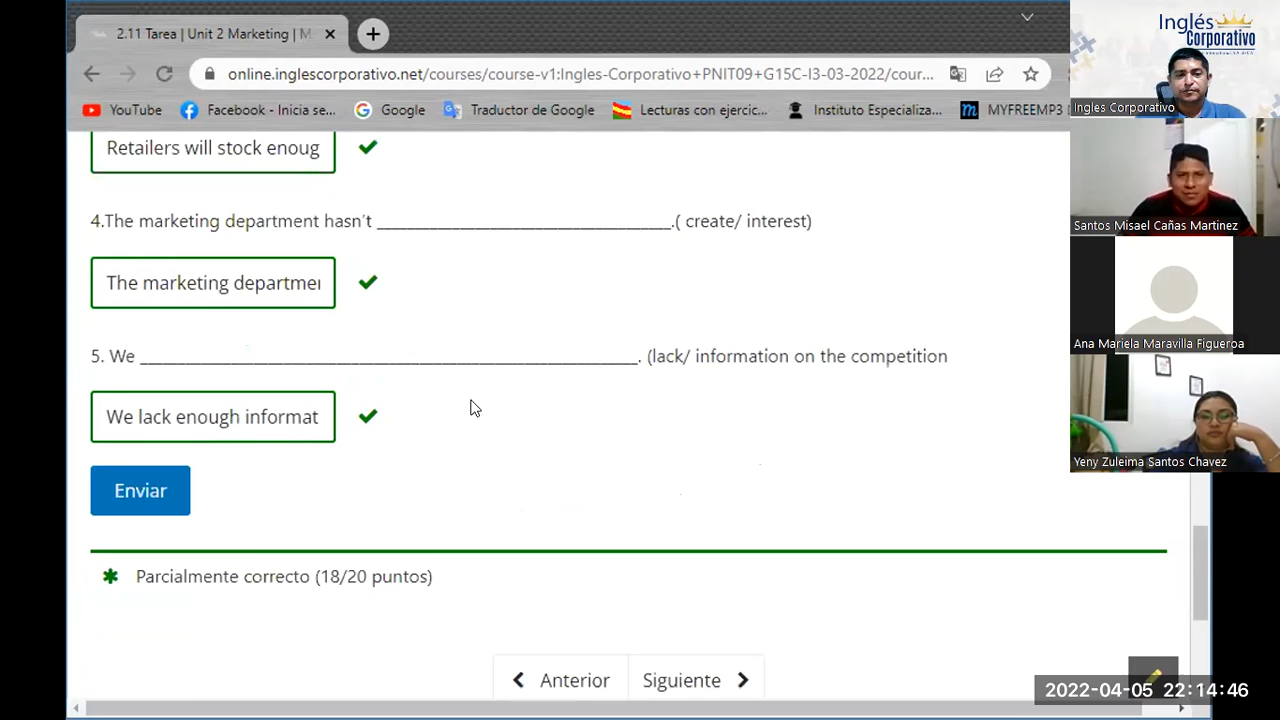 2.11 Tarea | Unit 2 Marketing | M
online.inglescorporativo.net/courses/course-v1:Ingles-Corporativo+PNIT09+G15C-I3-03-2022/cour...
YouTube
Facebook - Inicia se...
Google
Traductor de Google
Lecturas con ejercic...
Instituto Especializa...
MYFREEMP3
Retailers will stock enoug
4.The marketing department hasn't ______________________________.( create/ interest)
The marketing departmer
5. We __________________________________________________. (lack/ information on the competition
We lack enough informat
Enviar
Parcialmente correcto (18/20 puntos)
Anterior
Siguiente
Inglés
Corporativo
Ingles Corporativo
Santos Misael Cañas Martinez
Ana Mariela Maravilla Figueroa
Yeny Zuleima Santos Chavez
2022-04-05 22:14:46